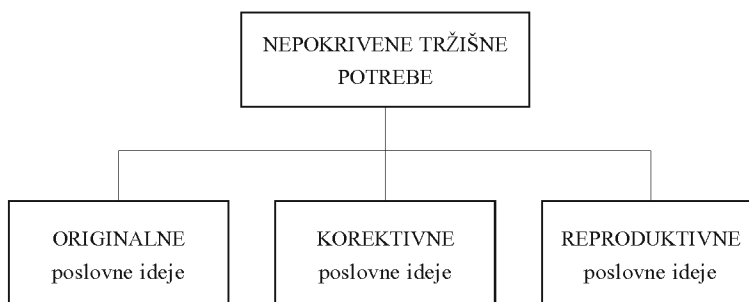 NEPOKRIVENE TRŽIŠNE
POTREBE
ORIGINALNE
poslovne ideje
KOREKTIVNE
poslovne ideje
REPRODUKTIVNE
poslovne ideje